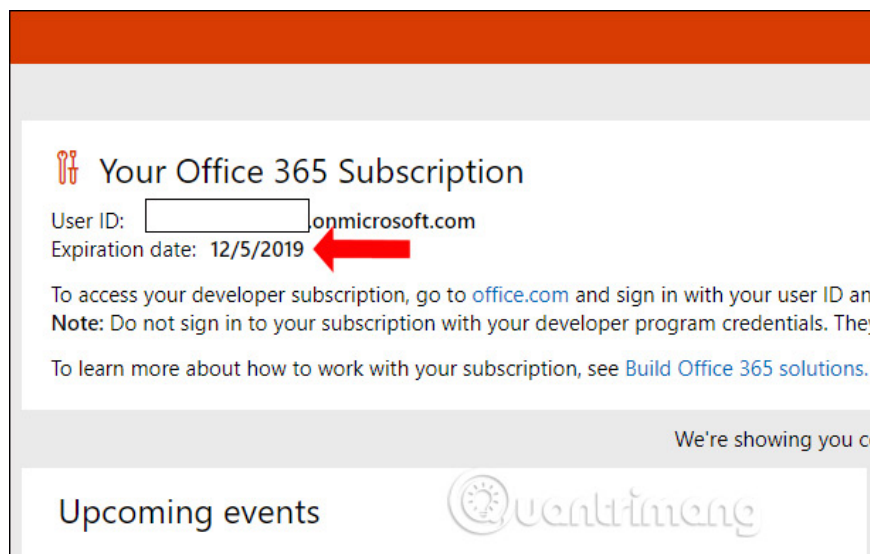 Your Office 365 Subscription
User ID: .onmicrosoft.com
Expiration date: 12/5/2019
To access your developer subscription, go to office.com and sign in with your user ID an
Note: Do not sign in to your subscription with your developer program credentials. They
To learn more about how to work with your subscription, see Build Office 365 solutions.
We're showing you c
Upcoming events
Quantrimang